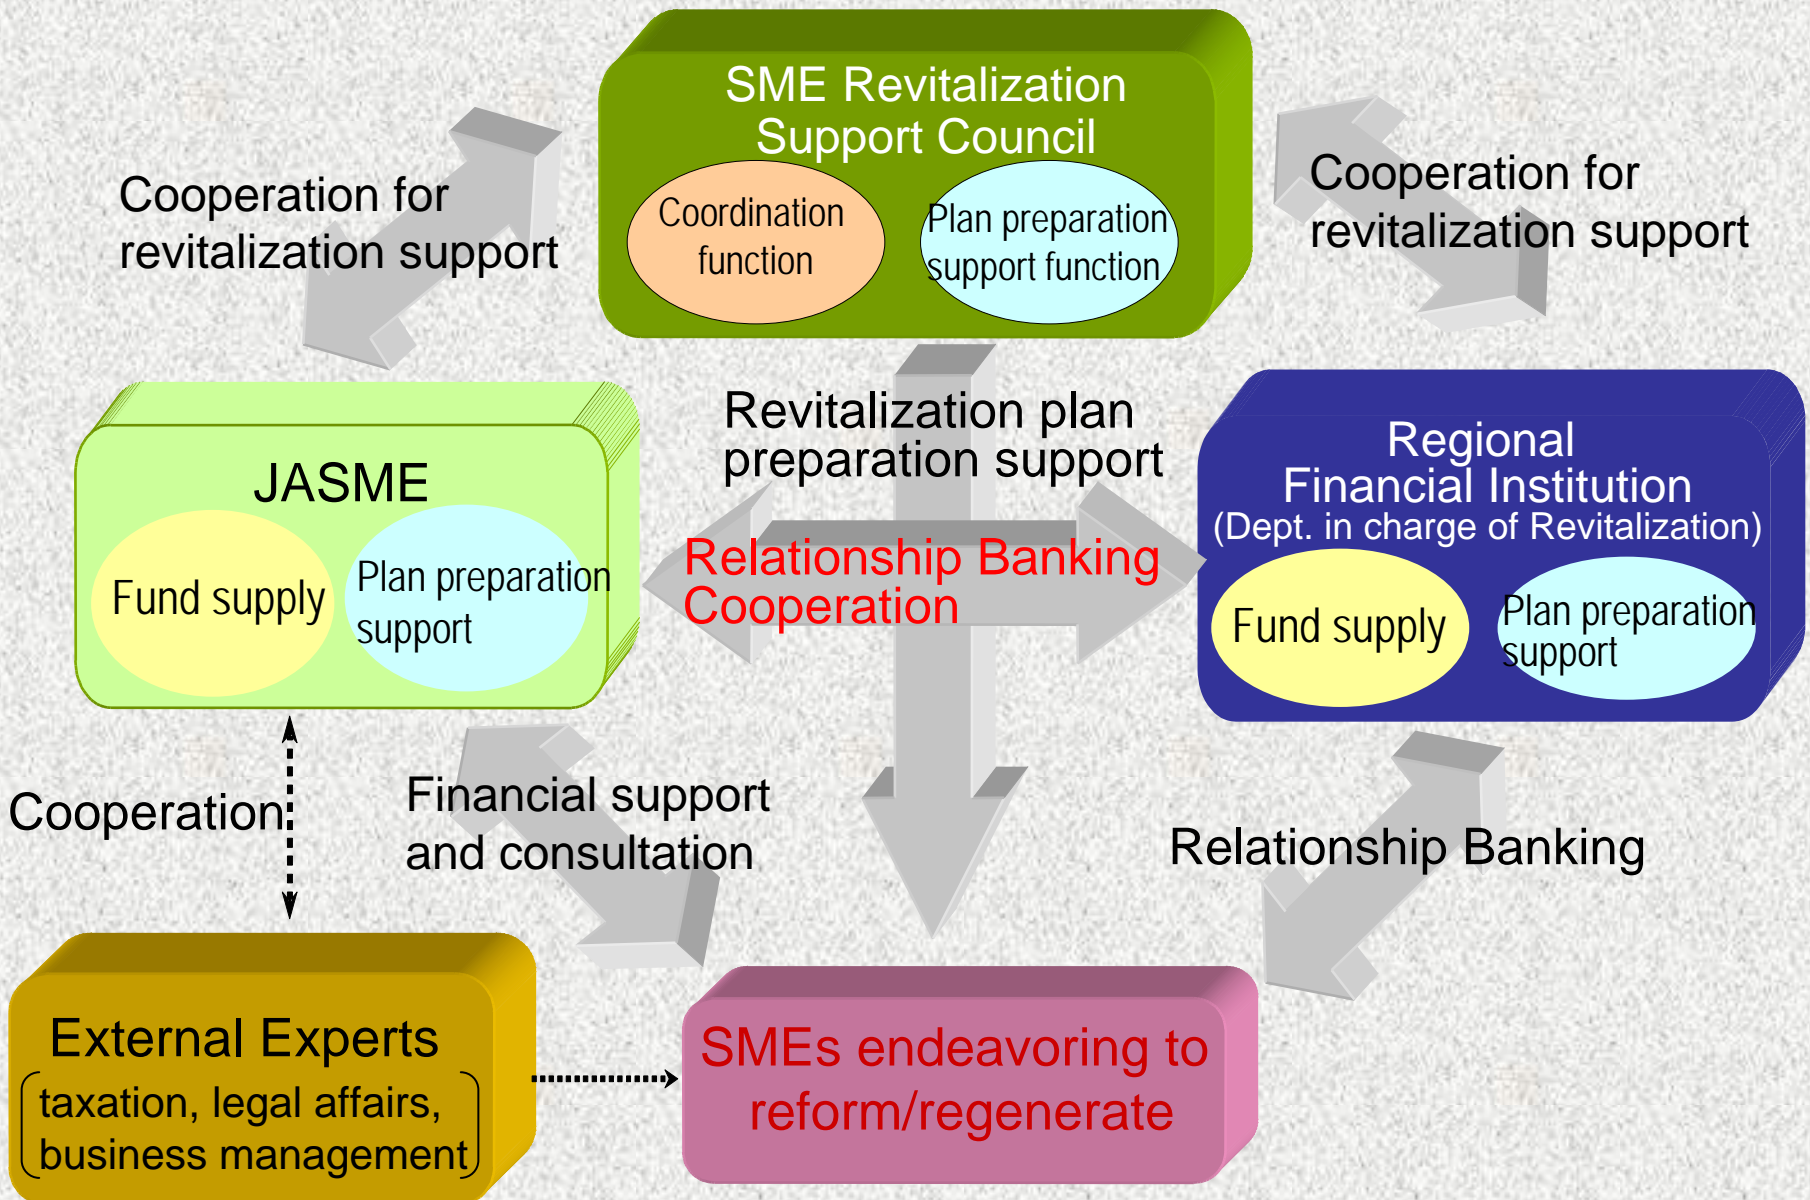 SME Revitalization
Support Council
Coordination
function
Plan preparation
support function
Cooperation for
revitalization support
Cooperation for
revitalization support
Revitalization plan
preparation support
JASME
Fund supply
Plan preparation
support
Relationship Banking
Cooperation
Regional
Financial Institution
(Dept. in charge of Revitalization)
Fund supply
Plan preparation
support
Cooperation
Financial support
and consultation
Relationship Banking
External Experts
taxation, legal affairs,
business management
SMEs endeavoring to
reform/regenerate